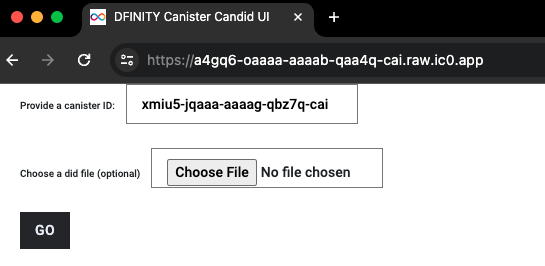 DFINITY Canister Candid UI
https://a4gq6-oaaaa-aaaab-qaa4q-cai.raw.ic0.app
Provide a canister ID: xmiu5-jqaaa-aaaag-qbz7q-cai
Choose a did file (optional) Choose File No file chosen
GO